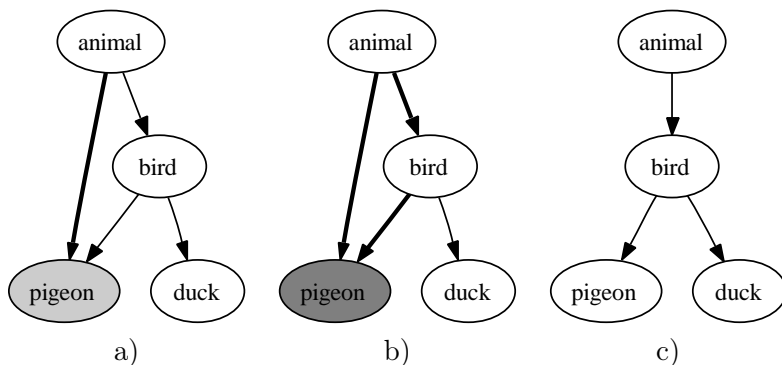 animal animal animal
bird bird bird
pigeon duck pigeon duck pigeon duck
a) b) c)